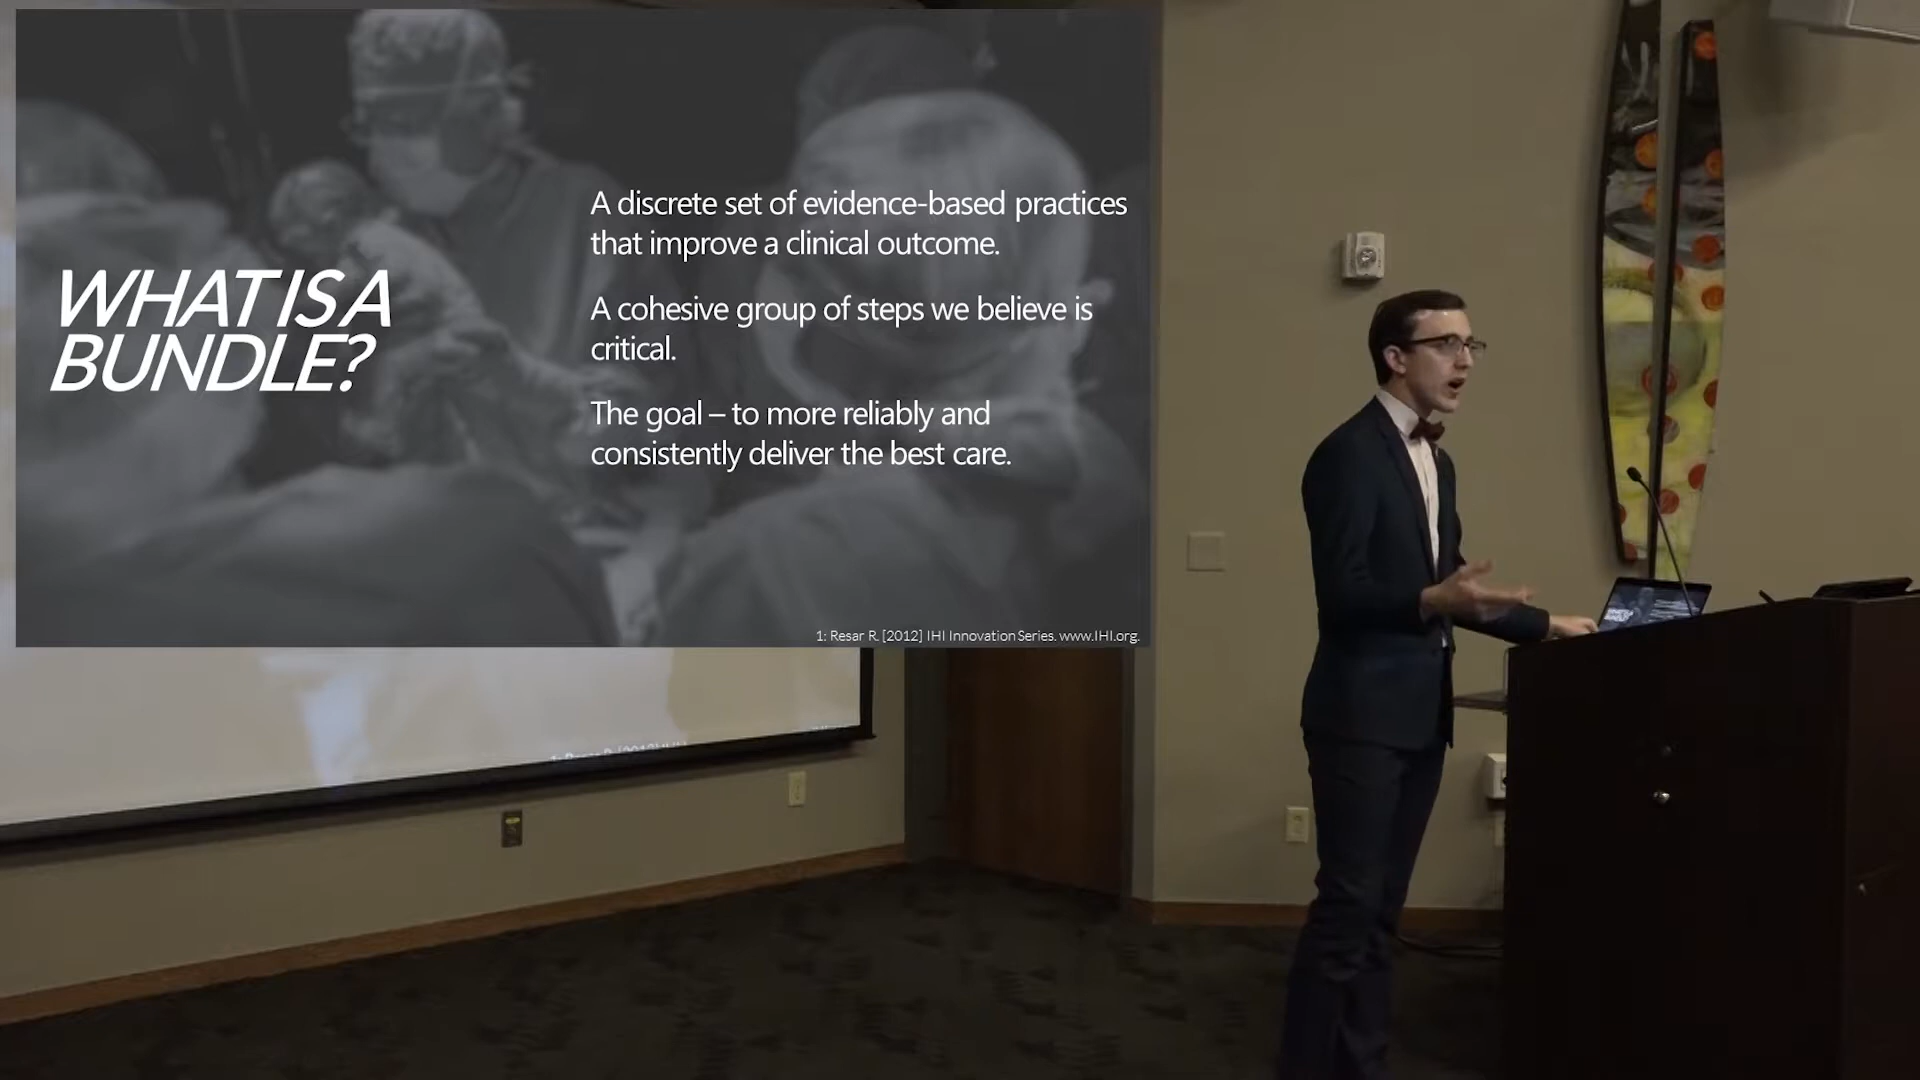 WHAT IS A
BUNDLE?
A discrete set of evidence-based practices
that improve a clinical outcome.
A cohesive group of steps we believe is
critical.
The goal – to more reliably and
consistently deliver the best care.
1: Resar R. [2012] IHI Innovation Series. www.IHI.org.